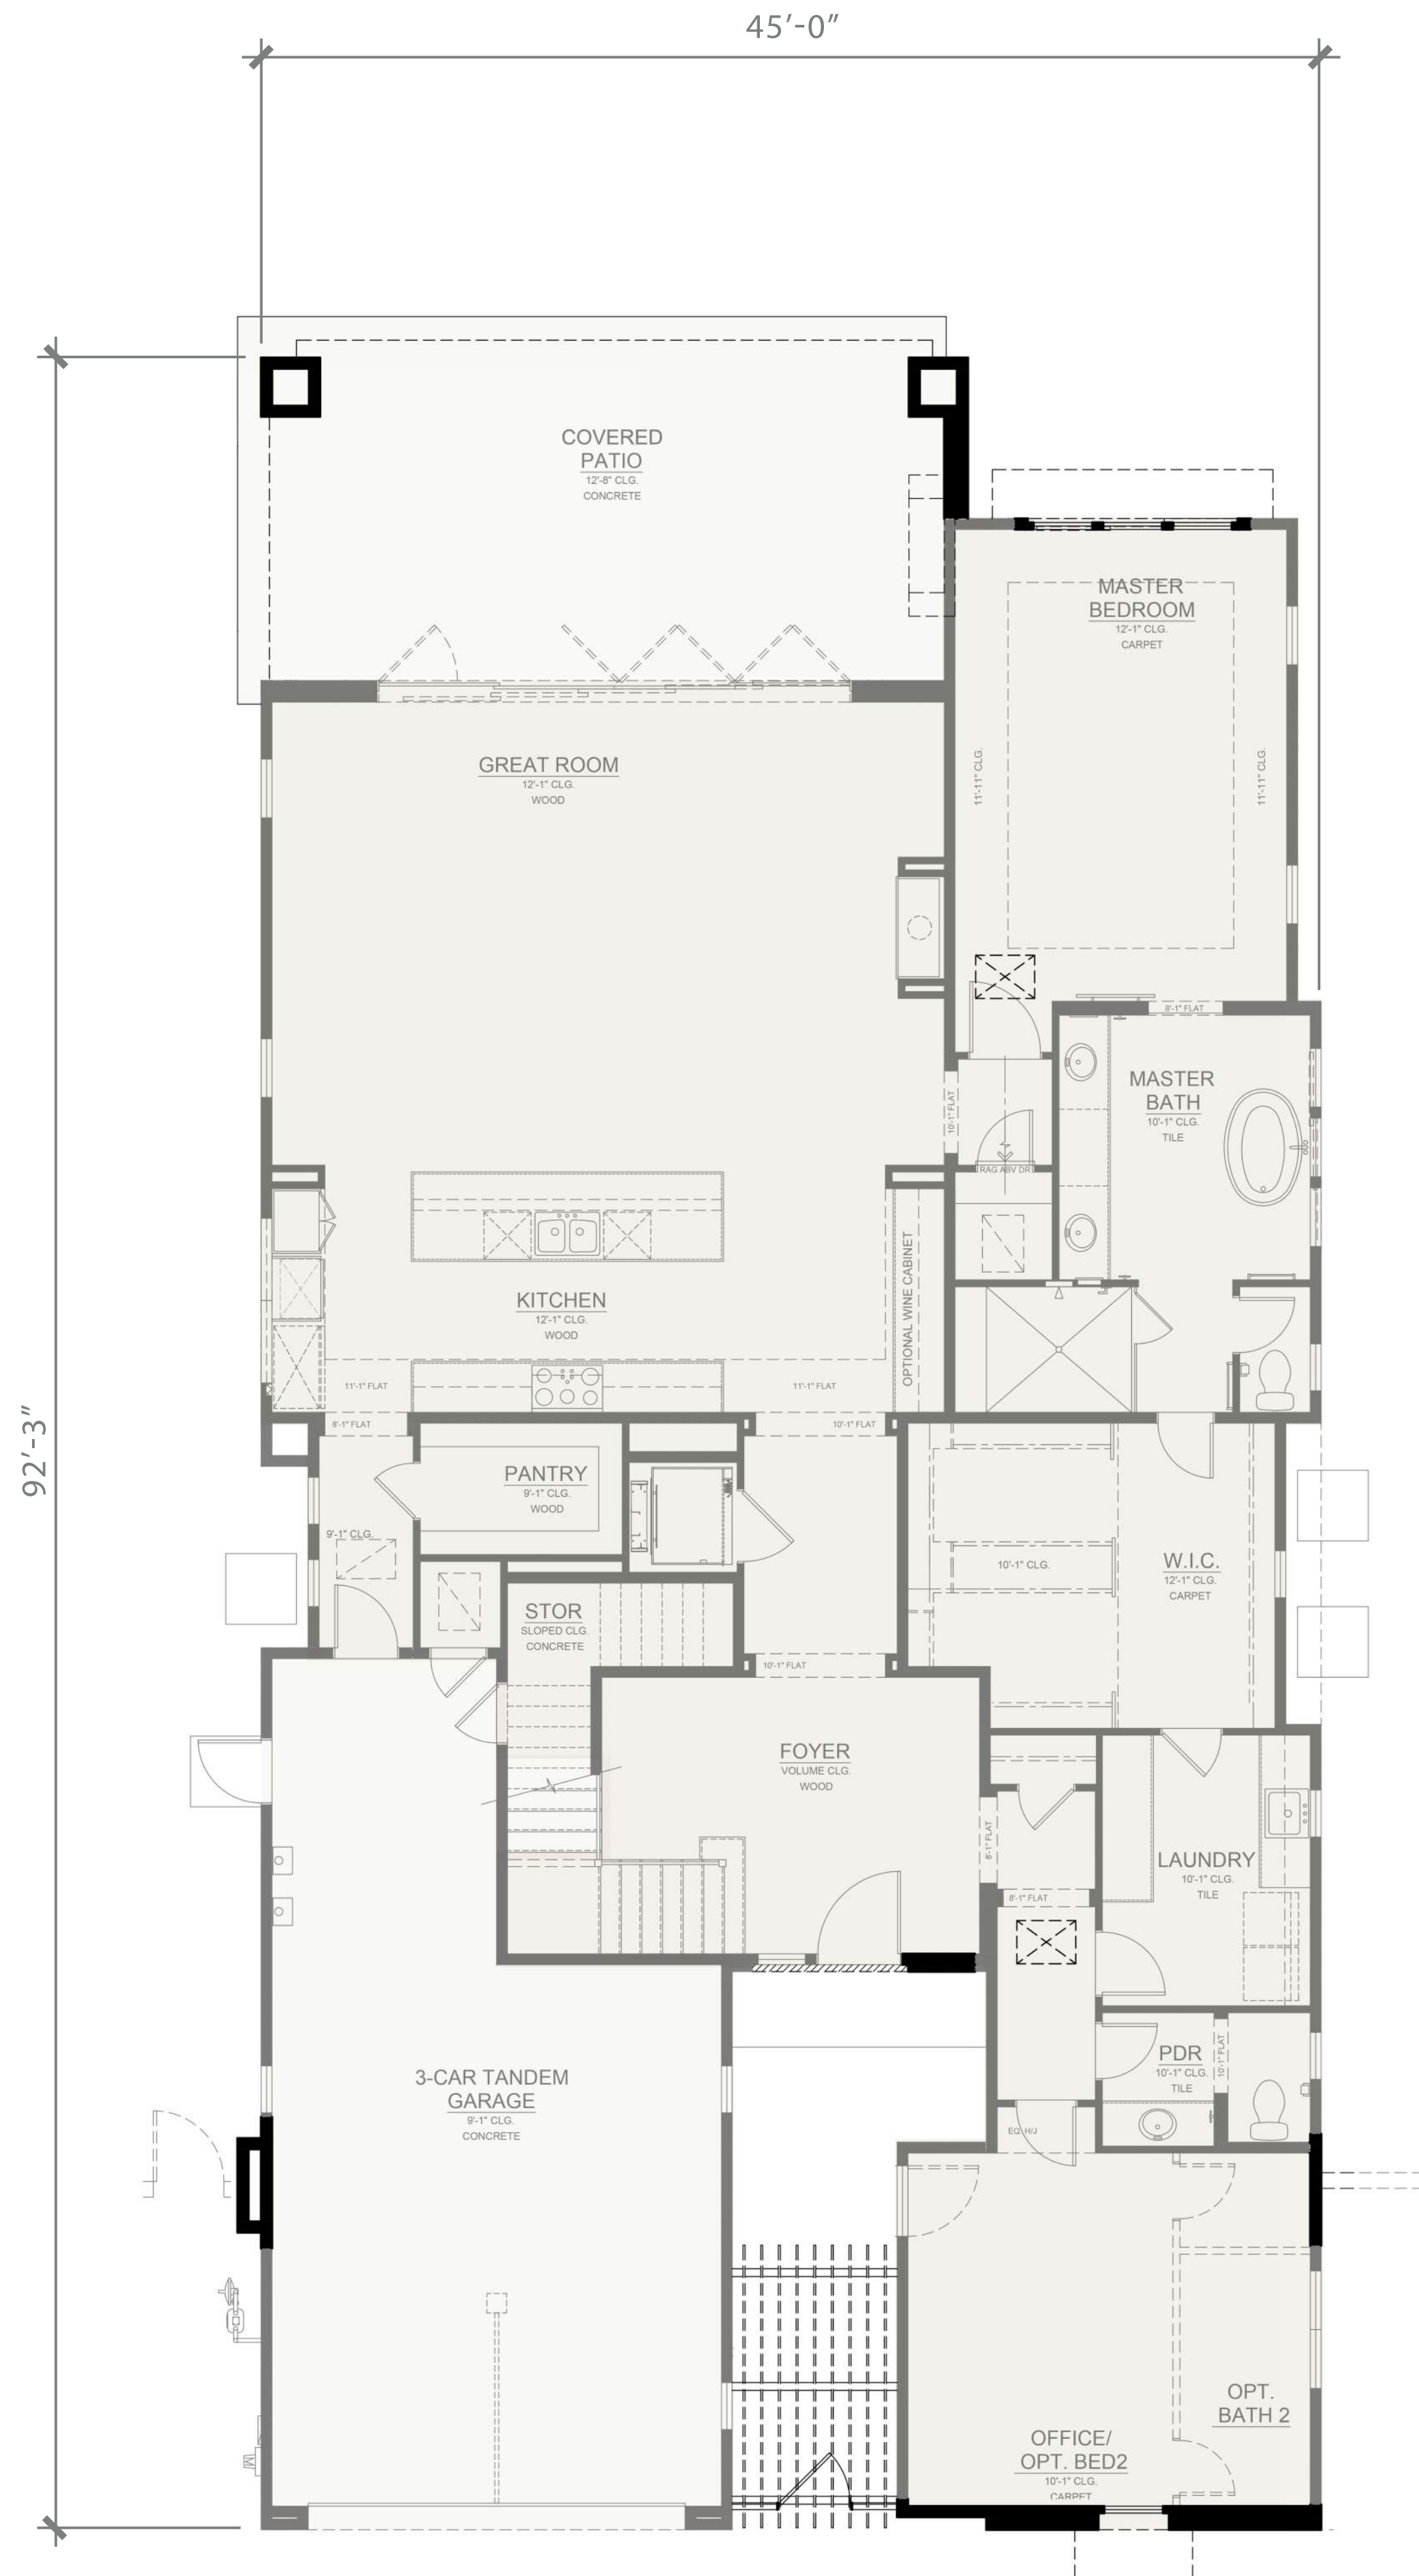 45'-0"
92'-3"
COVERED
PATIO
12'-8" CLG.
CONCRETE
MASTER
BEDROOM
12'-1" CLG.
CARPET
11'-11" CLG.
11'-11" CLG.
GREAT ROOM
12'-1" CLG.
WOOD
8'-1" FLAT
MASTER
BATH
10'-1" CLG.
TILE
10'-1" FLAT
RAG ABV DR
OPTIONAL WINE CABINET
KITCHEN
12'-1" CLG.
WOOD
11'-1" FLAT
11'-1" FLAT
8'-1" FLAT
10'-1" FLAT
PANTRY
9'-1" CLG.
WOOD
9'-1" CLG.
W.I.C.
12'-1" CLG.
CARPET
10'-1" CLG.
STOR
SLOPED CLG.
CONCRETE
10'-1" FLAT
FOYER
VOLUME CLG.
WOOD
8'-1" FLAT
LAUNDRY
10'-1" CLG.
TILE
8'-1" FLAT
3-CAR TANDEM
GARAGE
9'-1" CLG.
CONCRETE
PDR
10'-1" CLG.
TILE
10'-1" FLAT
EQ. H/J
OPT.
BATH 2
OFFICE/
OPT. BED2
10'-1" CLG.
CARPET
M